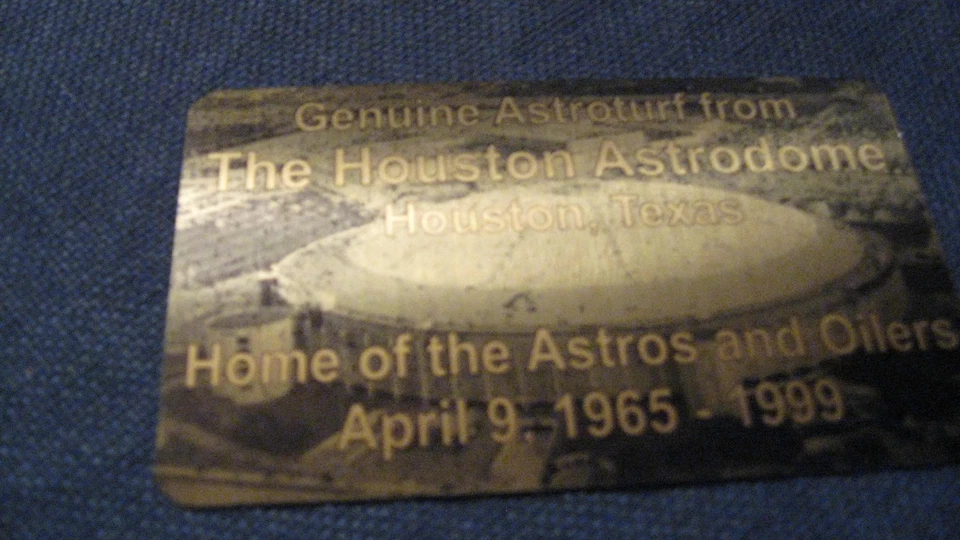 Genuine Astroturf from
The Houston Astrodome
Houston, Texas
Home of the Astros and Oilers
April 9, 1965 - 1999